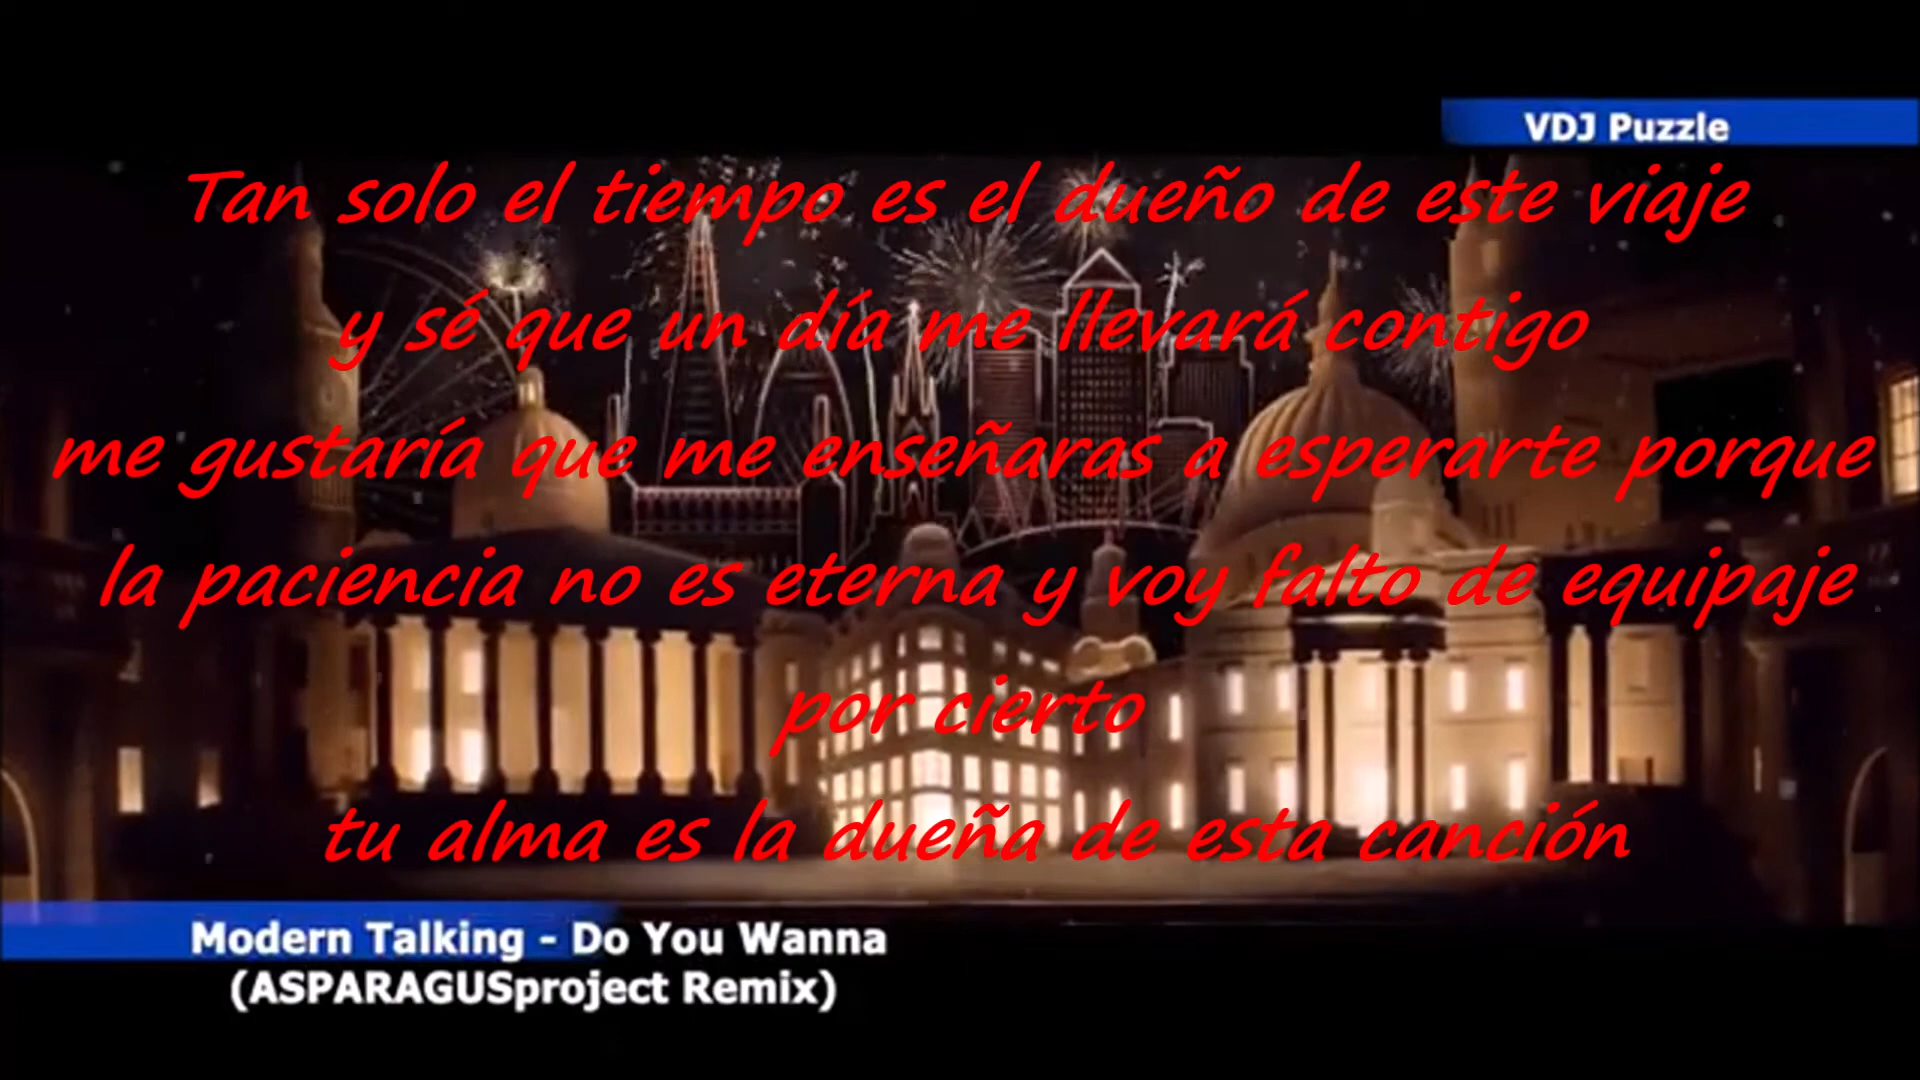 VDJ Puzzle
Tan solo el tiempo es el dueño de este viaje
y sé que un día me llevará contigo
me gustaría que me enseñaras a esperarte porque
la paciencia no es eterna y voy falto de equipaje
por cierto
tu alma es la dueña de esta canción
Modern Talking - Do You Wanna
(ASPARAGUSproject Remix)